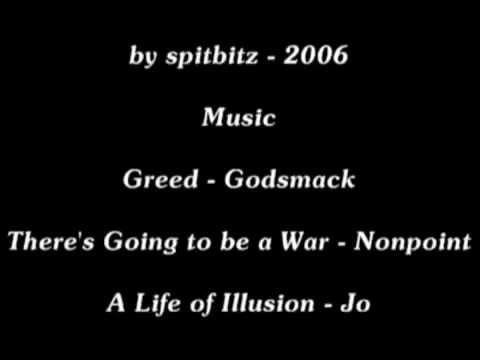 by spitbitz - 2006
Music
Greed - Godsmack
There's Going to be a War - Nonpoint
A Life of Illusion - Jo